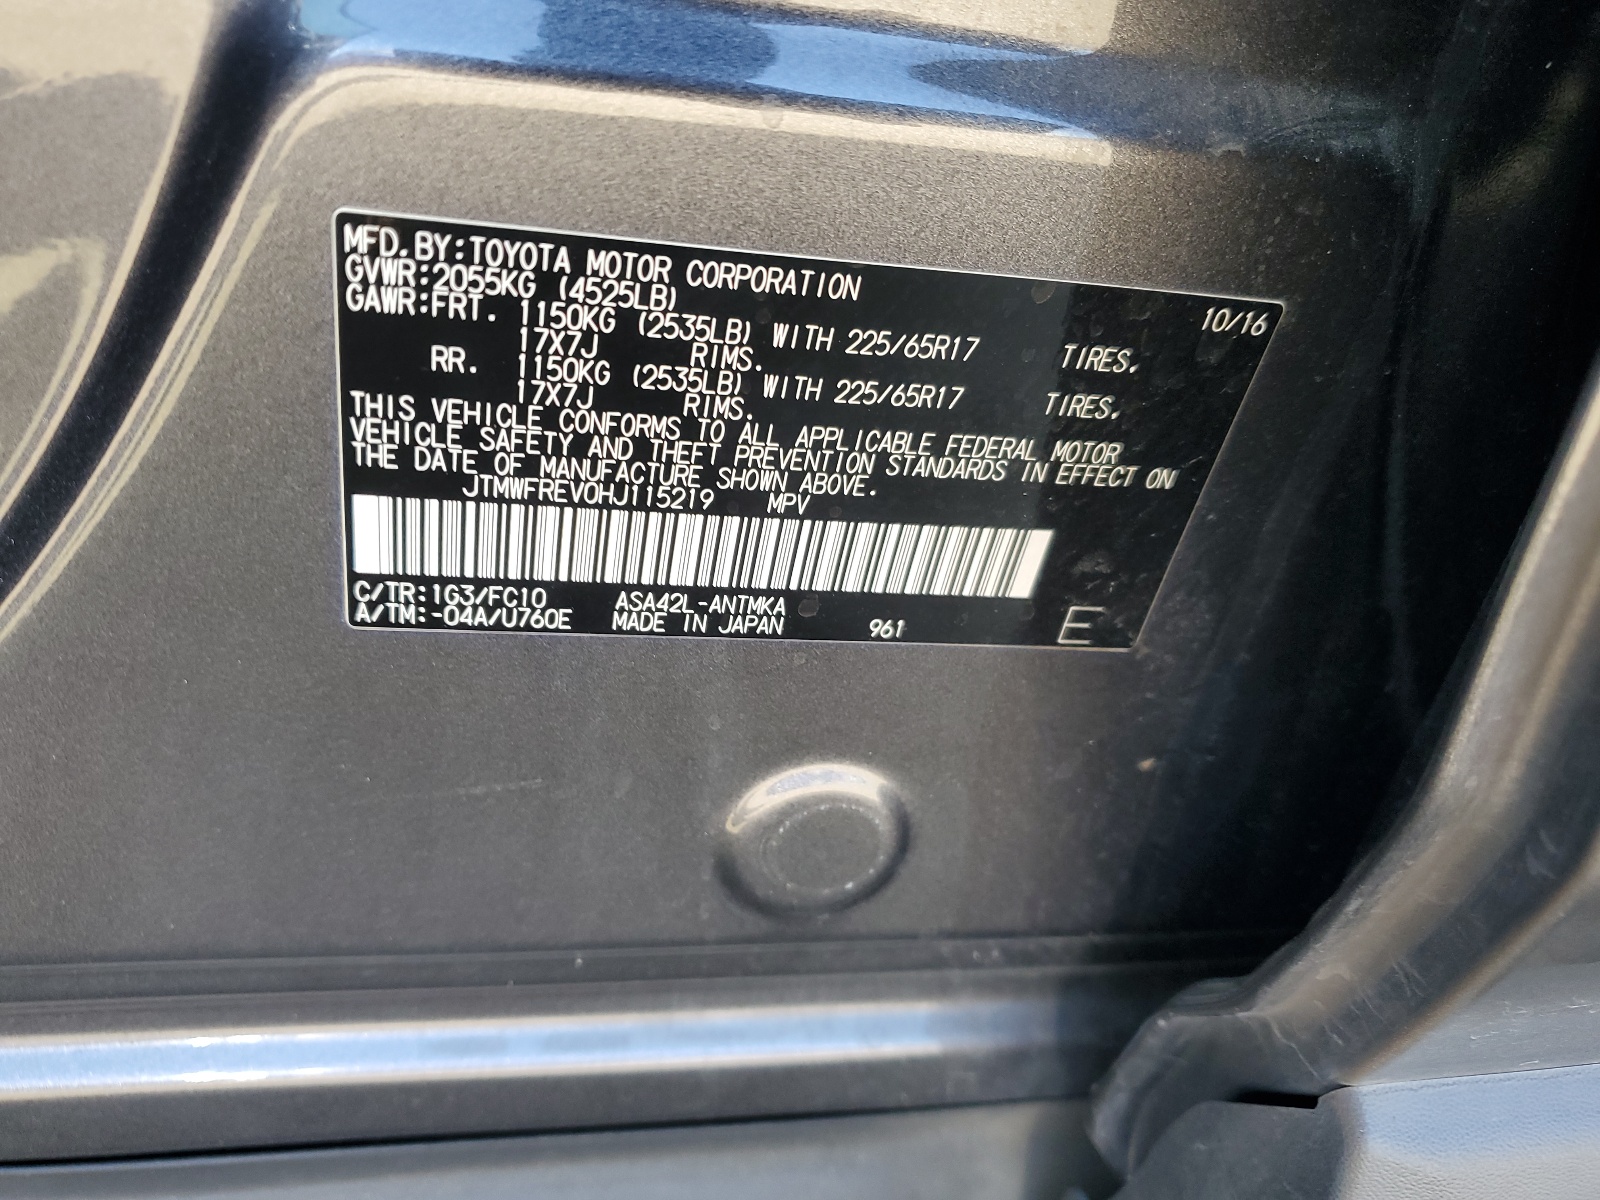 MFD. BY: TOYOTA MOTOR CORPORATION 10/16
GVWR: 2055KG (4525LB)
GAWR: FRT. 1150KG (2535LB) WITH 225/65R17 TIRES.
17X7J RIMS.
RR. 1150KG (2535LB) WITH 225/65R17 TIRES.
17X7J RIMS.
THIS VEHICLE CONFORMS TO ALL APPLICABLE FEDERAL MOTOR
VEHICLE SAFETY AND THEFT PREVENTION STANDARDS IN EFFECT ON
THE DATE OF MANUFACTURE SHOWN ABOVE.
JTMWFREV0HJ115219 MPV
C/TR: 1G3/FC10 ASA42L-ANTMKA
A/TM: -04A/U760E MADE IN JAPAN 961 E